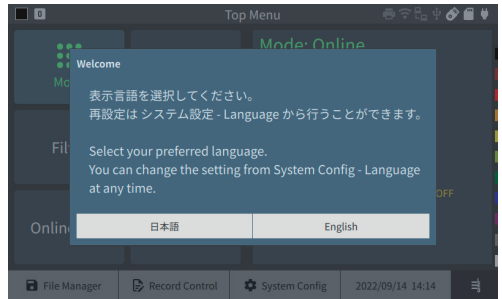 0
Top Menu
Mode: Online
Welcome
表示言語を選択してください。
再設定は システム設定 - Language から行うことができます。
Select your preferred language.
You can change the setting from System Config - Language
at any time.
OFF
日本語
English
File Manager
Record Control
System Config
2022/09/14 14:14